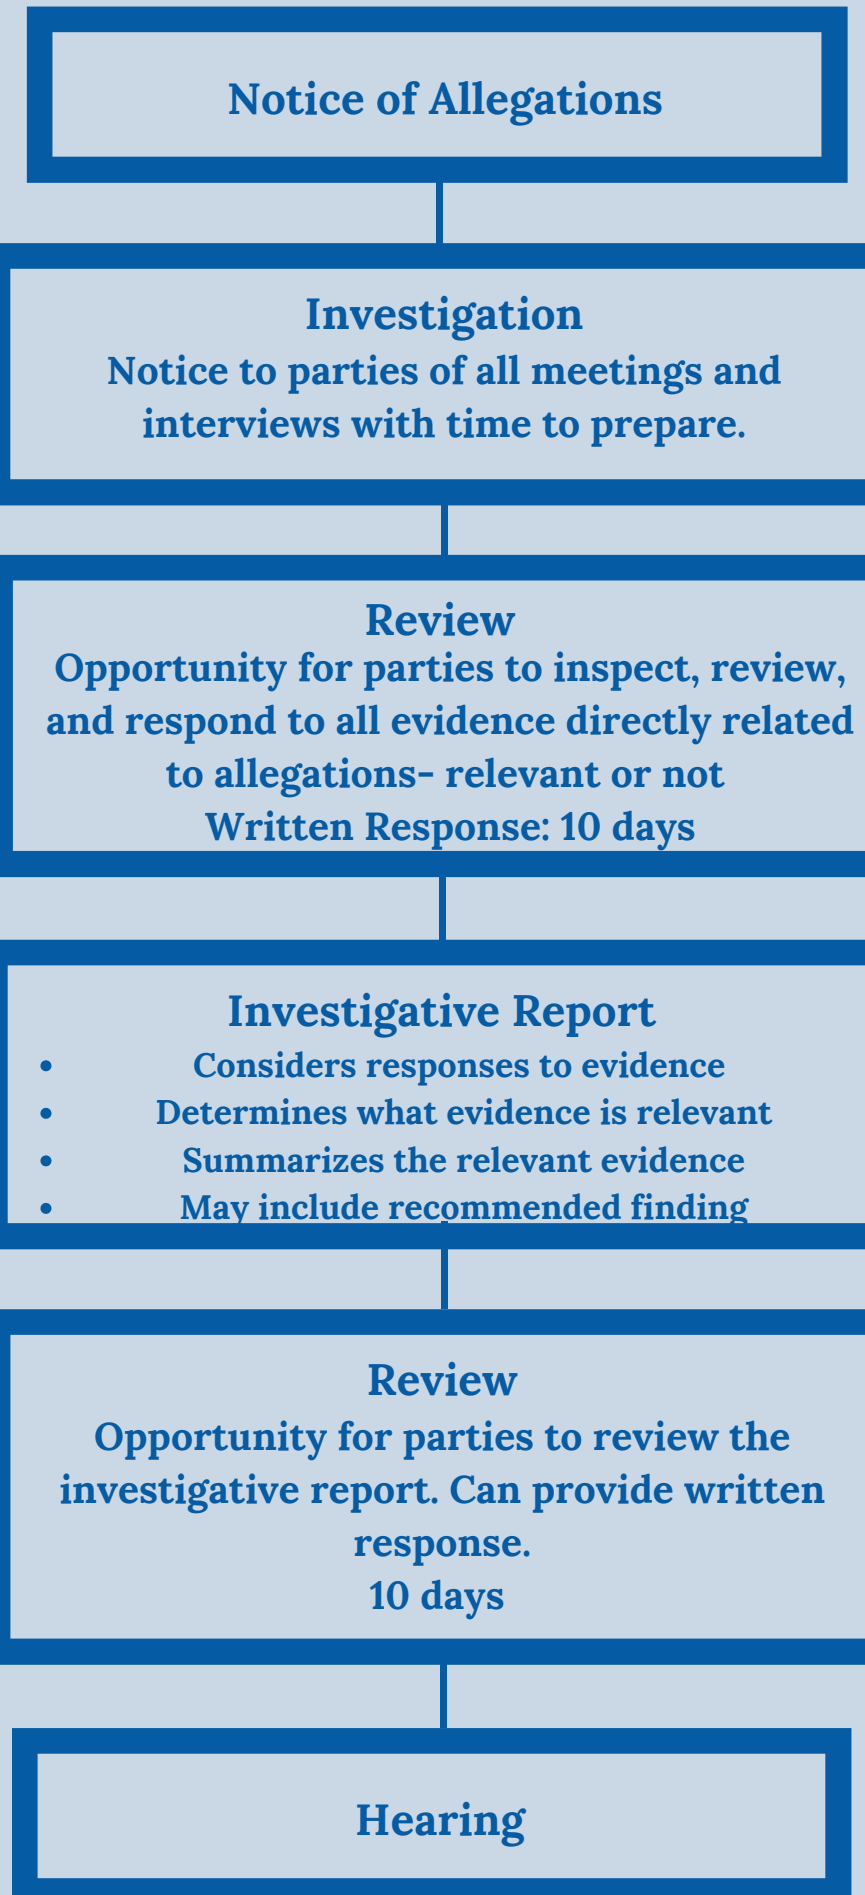 Notice of Allegations
Investigation
Notice to parties of all meetings and
interviews with time to prepare.
Review
Opportunity for parties to inspect, review,
and respond to all evidence directly related
to allegations- relevant or not
Written Response: 10 days
Investigative Report
• Considers responses to evidence
• Determines what evidence is relevant
• Summarizes the relevant evidence
• May include recommended finding
Review
Opportunity for parties to review the
investigative report. Can provide written
response.
10 days
Hearing